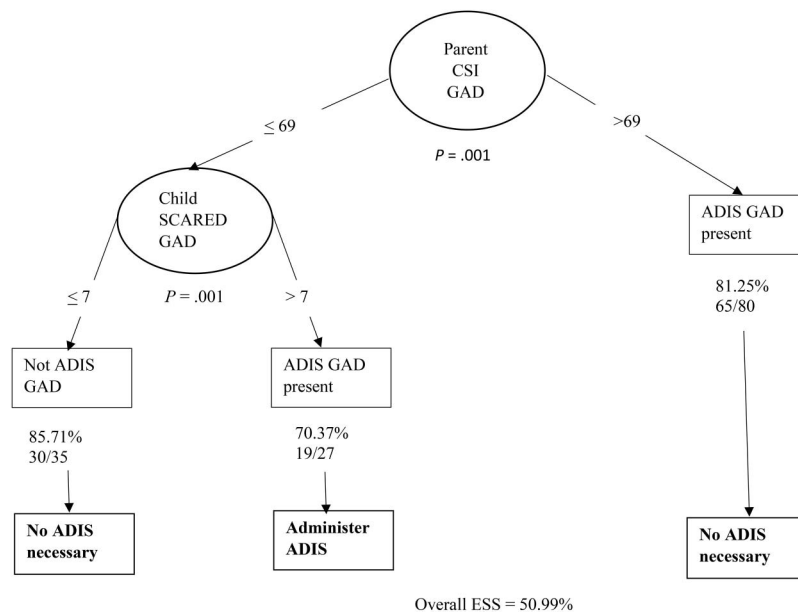 Parent
CSI
GAD
≤ 69
>69
P = .001
Child
SCARED
GAD
ADIS GAD
present
≤ 7
P = .001
> 7
81.25%
65/80
Not ADIS
GAD
ADIS GAD
present
85.71%
30/35
70.37%
19/27
No ADIS
necessary
Administer
ADIS
No ADIS
necessary
Overall ESS = 50.99%